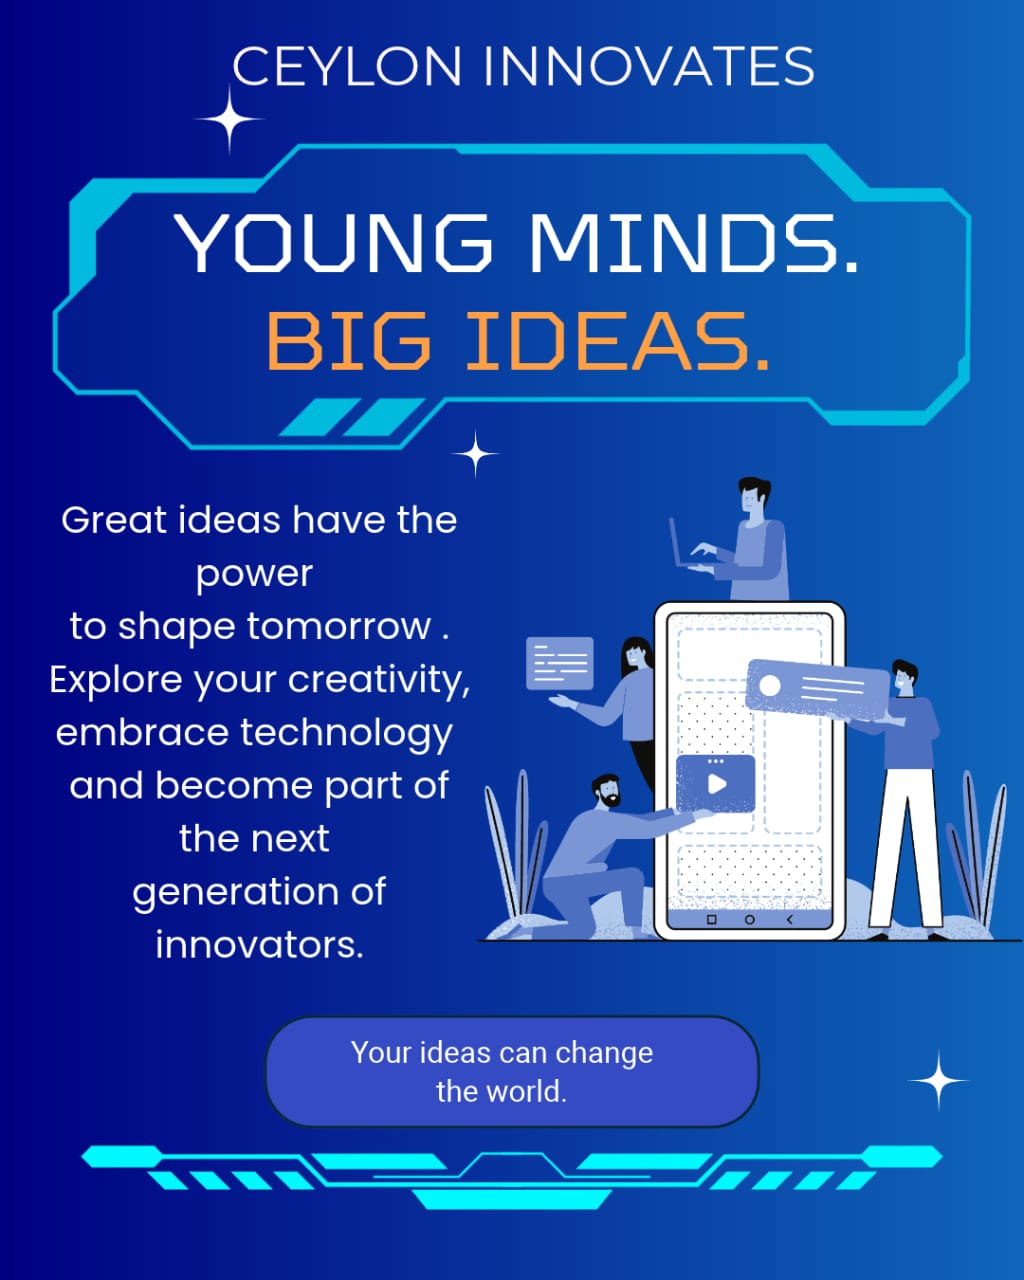 CEYLON INNOVATES
YOUNG MINDS.
BIG IDEAS.
Great ideas have the
power
to shape tomorrow .
Explore your creativity,
embrace technology
and become part of
the next
generation of
innovators.
Your ideas can change
the world.